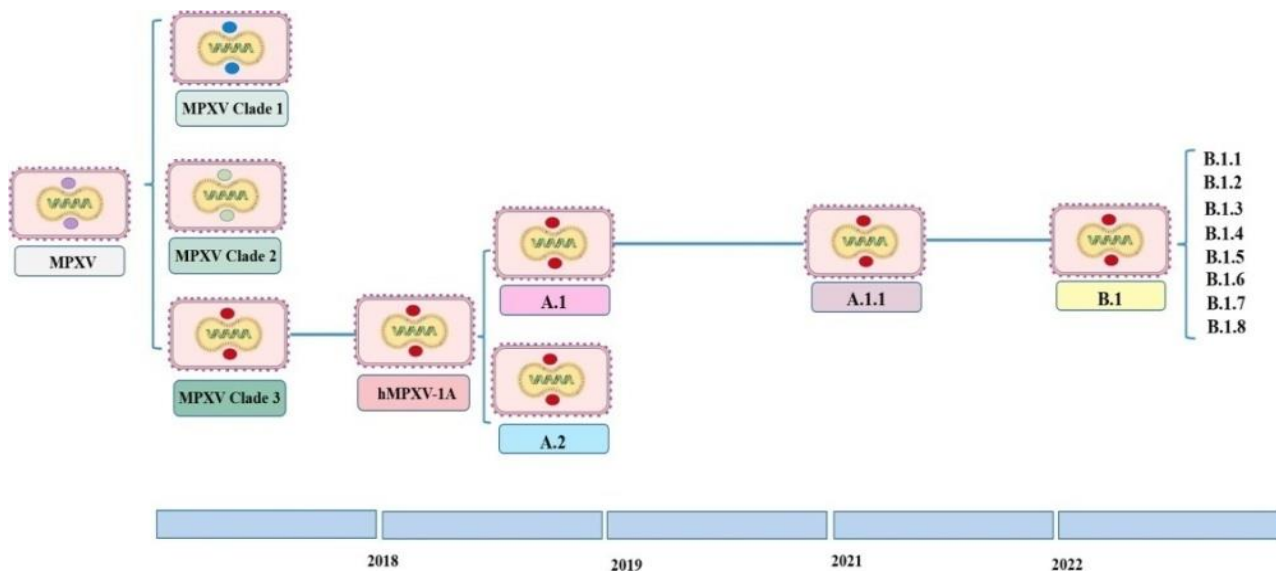 MPXV
MPXV Clade 1
MPXV Clade 2
MPXV Clade 3
hMPXV-1A
A.1
A.2
A.1.1
B.1
B.1.1
B.1.2
B.1.3
B.1.4
B.1.5
B.1.6
B.1.7
B.1.8
2018
2019
2021
2022